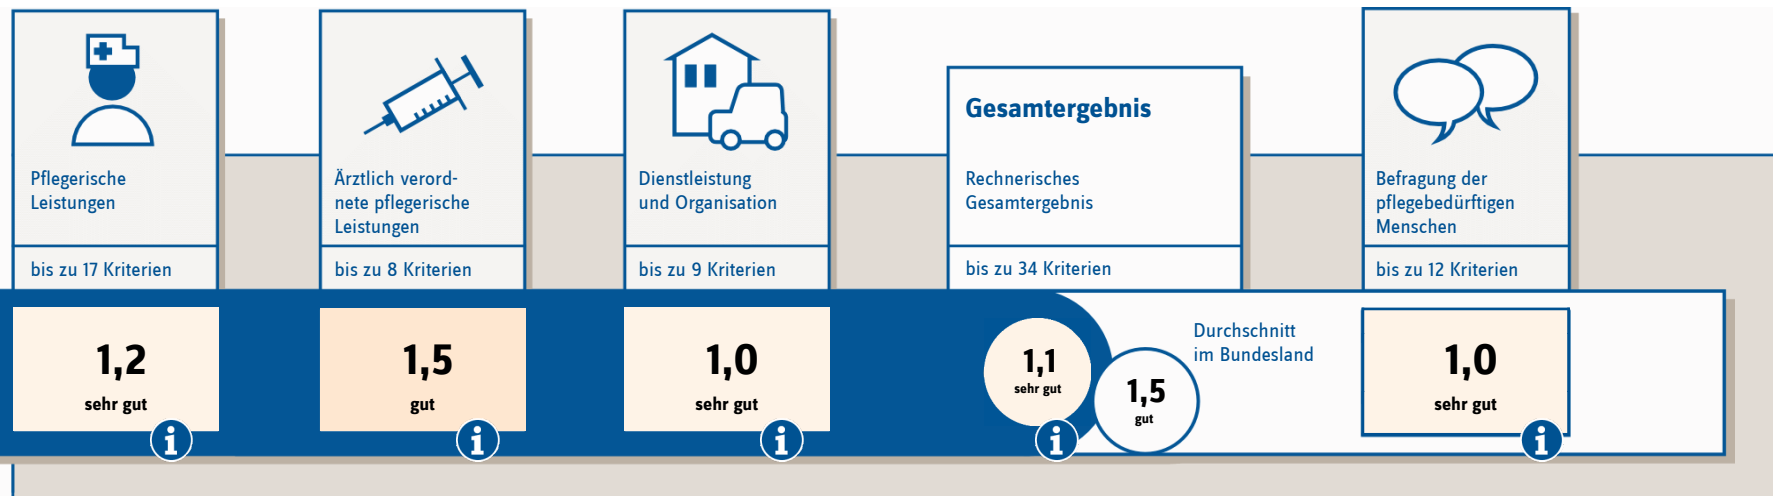 Pflegerische
Leistungen
bis zu 17 Kriterien
1,2
sehr gut
i
Ärztlich verord-
nete pflegerische
Leistungen
bis zu 8 Kriterien
1,5
gut
i
Dienstleistung
und Organisation
bis zu 9 Kriterien
1,0
sehr gut
i
Gesamtergebnis
Rechnerisches
Gesamtergebnis
bis zu 34 Kriterien
1,1
sehr gut
i
1,5
gut
Durchschnitt
im Bundesland
Befragung der
pflegebedürftigen
Menschen
bis zu 12 Kriterien
1,0
sehr gut
i